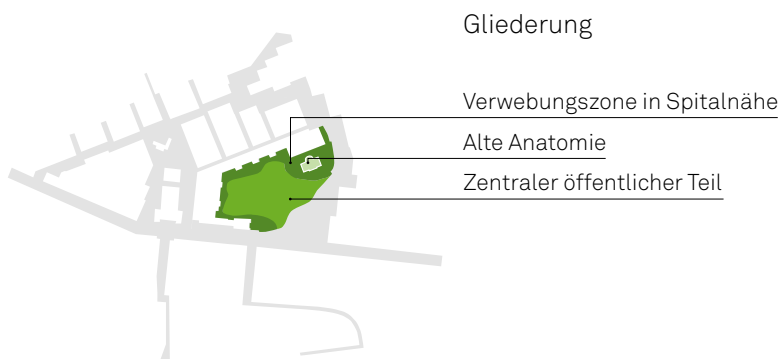 Gliederung
Verwebungszone in Spitalnähe
Alte Anatomie
Zentraler öffentlicher Teil